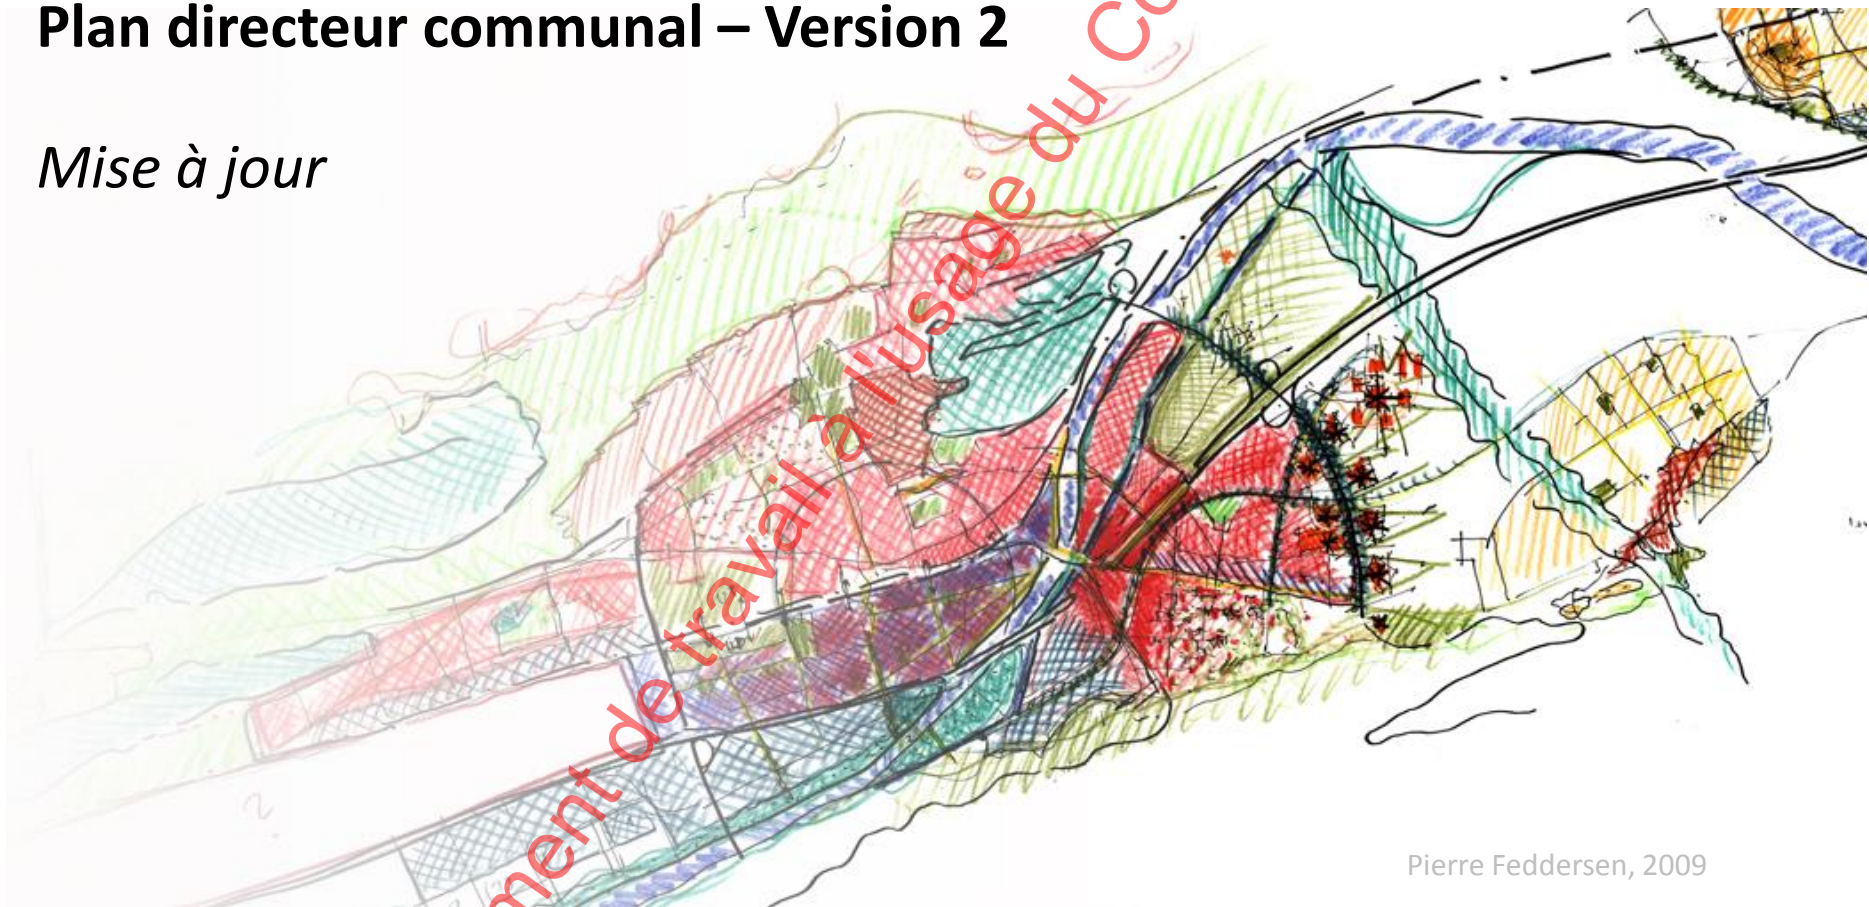 Plan directeur communal – Version 2
Mise à jour
ment de travail à l'usage du Co
Pierre Feddersen, 2009